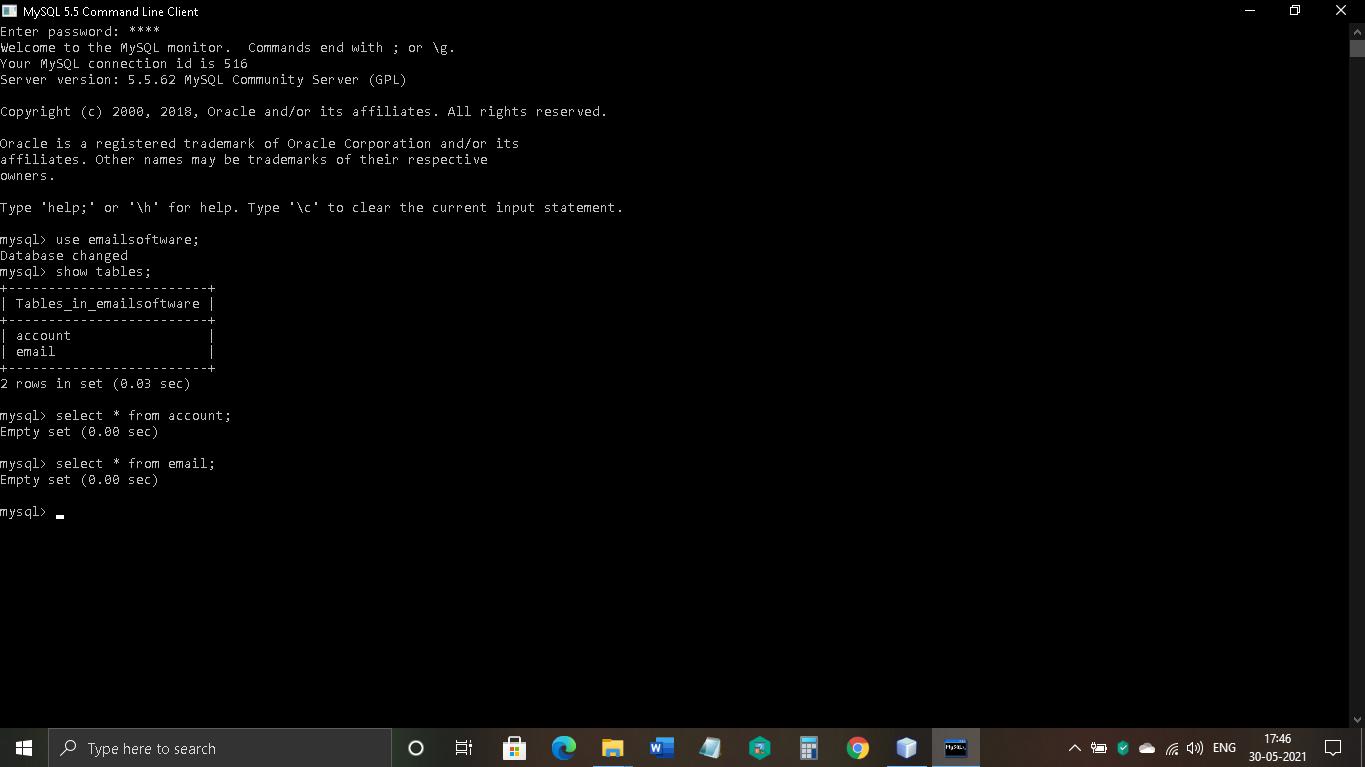 MySQL 5.5 Command Line Client
Enter password: ****
Welcome to the MySQL monitor.  Commands end with ; or \g.
Your MySQL connection id is 516
Server version: 5.5.62 MySQL Community Server (GPL)

Copyright (c) 2000, 2018, Oracle and/or its affiliates. All rights reserved.

Oracle is a registered trademark of Oracle Corporation and/or its
affiliates. Other names may be trademarks of their respective
owners.

Type 'help;' or '\h' for help. Type '\c' to clear the current input statement.

mysql> use emailsoftware;
Database changed
mysql> show tables;
+-------------------------+
| Tables_in_emailsoftware |
+-------------------------+
| account                 |
| email                   |
+-------------------------+
2 rows in set (0.03 sec)

mysql> select * from account;
Empty set (0.00 sec)

mysql> select * from email;
Empty set (0.00 sec)

mysql>
Type here to search
W
MySQL
ENG
17:46
30-05-2021